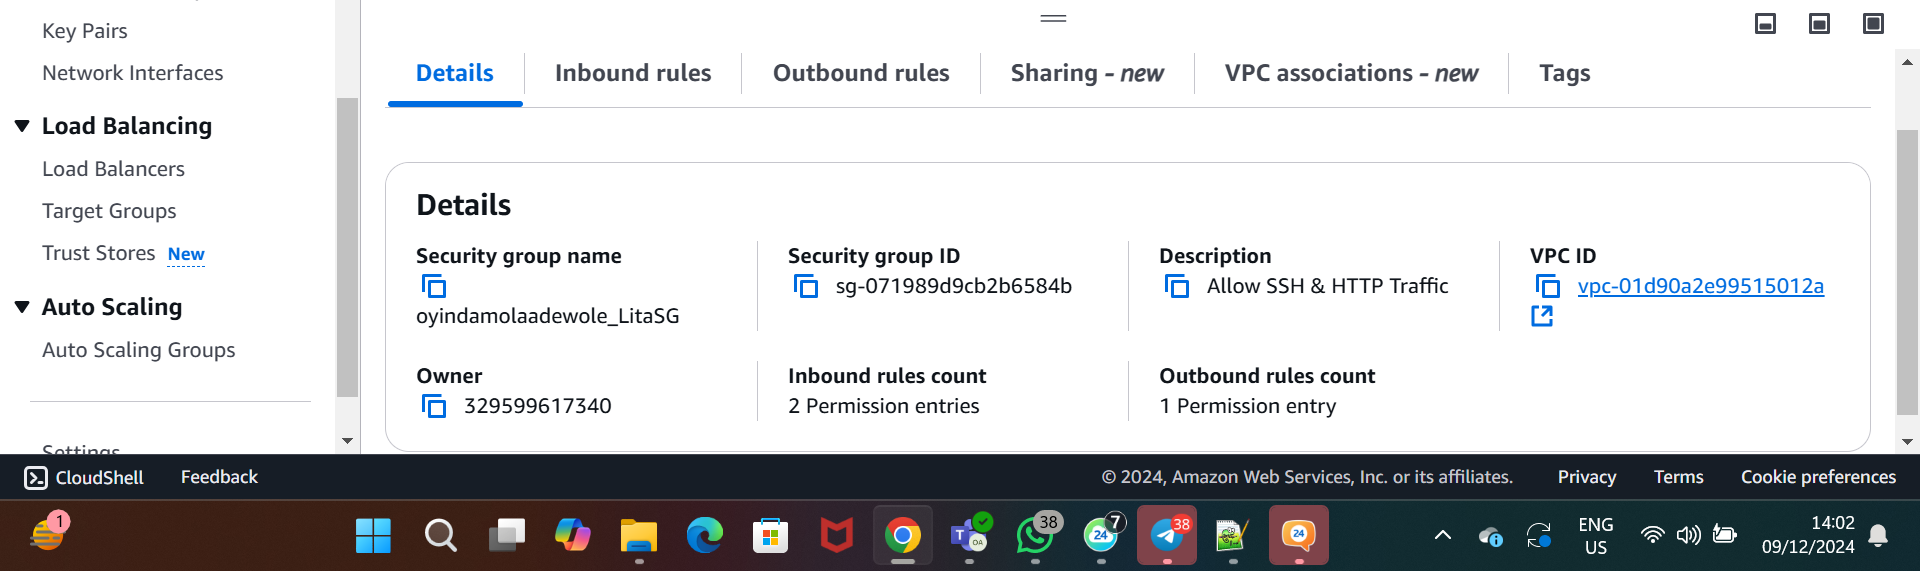 Key Pairs
Network Interfaces
Load Balancing
Load Balancers
Target Groups
Trust Stores New
Auto Scaling
Auto Scaling Groups
Settings
Details Inbound rules Outbound rules Sharing - new VPC associations - new Tags
Details
Security group name
oyindamolaadewole_LitaSG
Security group ID
sg-071989d9cb2b6584b
Description
Allow SSH & HTTP Traffic
VPC ID
vpc-01d90a2e99515012a
Owner
329599617340
Inbound rules count
2 Permission entries
Outbound rules count
1 Permission entry
CloudShell Feedback © 2024, Amazon Web Services, Inc. or its affiliates. Privacy Terms Cookie preferences
1
T OA
38
24 7
38
24
ENG
US
14:02
09/12/2024